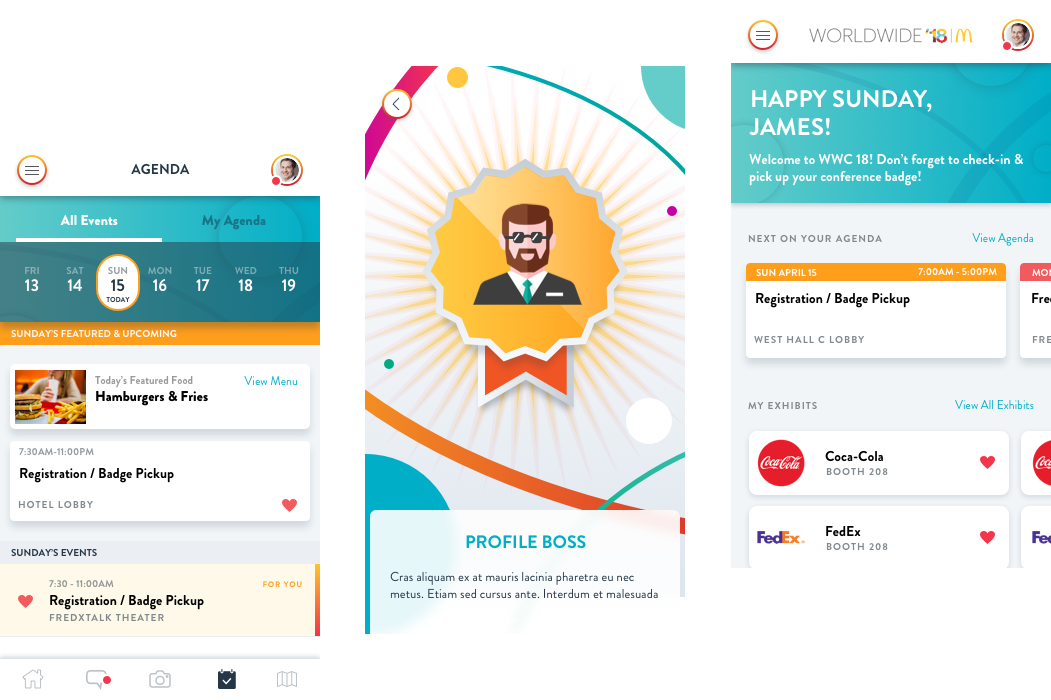 AGENDA
All Events
My Agenda
FRI
SAT
SUN
MON
TUE
WED
THU
13
14
15
16
17
18
19
TODAY
SUNDAY'S FEATURED & UPCOMING
Today's Featured Food
View Menu
Hamburgers & Fries
7:30AM-11:00PM
Registration / Badge Pickup
HOTEL LOBBY
SUNDAY'S EVENTS
7:30 - 11:00AM
FOR YOU
Registration / Badge Pickup
FREDXTALK THEATER
PROFILE BOSS
Cras aliquam ex at mauris lacinia pharetra eu nec
metus. Etiam sed cursus ante. Interdum et malesuada
WORLDWIDE '18
HAPPY SUNDAY,
JAMES!
Welcome to WWC 18! Don't forget to check-in &
pick up your conference badge!
NEXT ON YOUR AGENDA
View Agenda
SUN APRIL 15
7:00AM - 5:00PM
MON
Registration / Badge Pickup
Fre
WEST HALL C LOBBY
FRE
MY EXHIBITS
View All Exhibits
Coca-Cola
Coca-Cola
BOOTH 208
FedEx
FedEx
BOOTH 208